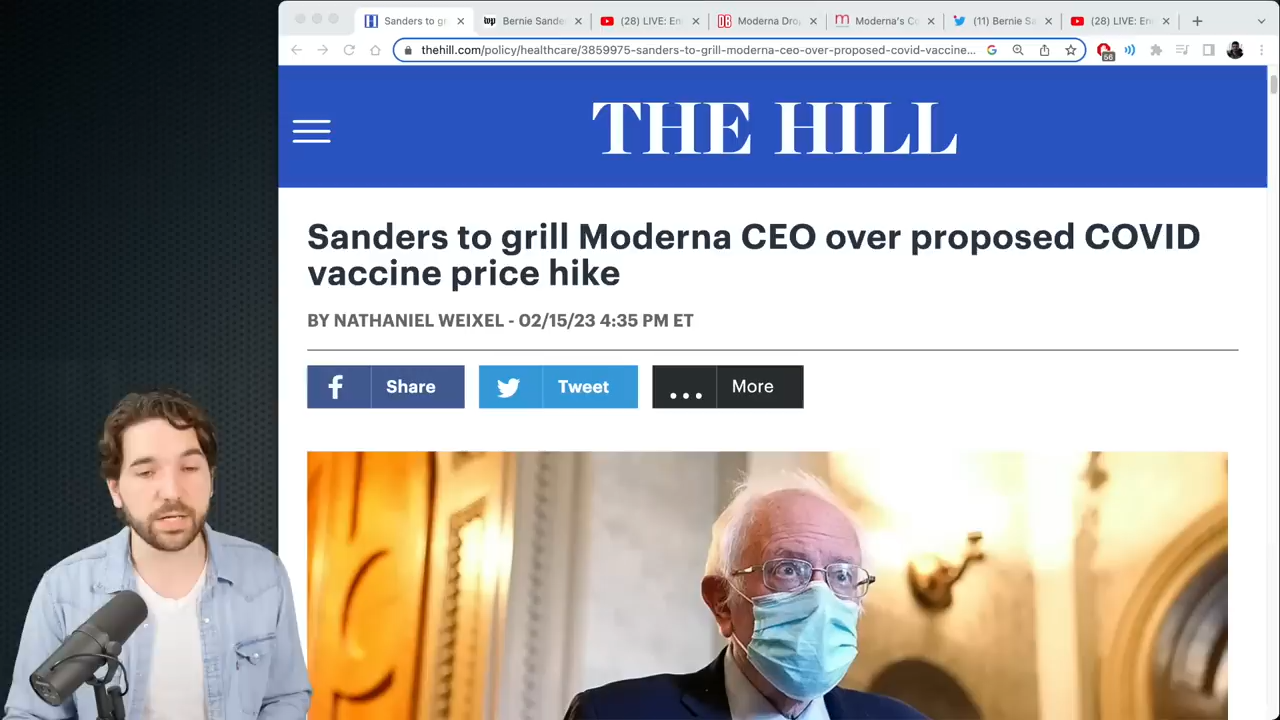 Sanders to gr
Bernie Sande
(28) LIVE: En
DB
Moderna Dro
m
Moderna's Co
(11) Bernie Sa
(28) LIVE: En
thehill.com/policy/healthcare/3859975-sanders-to-grill-moderna-ceo-over-proposed-covid-vaccine...
56
THE HILL
Sanders to grill Moderna CEO over proposed COVID
vaccine price hike
BY NATHANIEL WEIXEL - 02/15/23 4:35 PM ET
Share
Tweet
... More